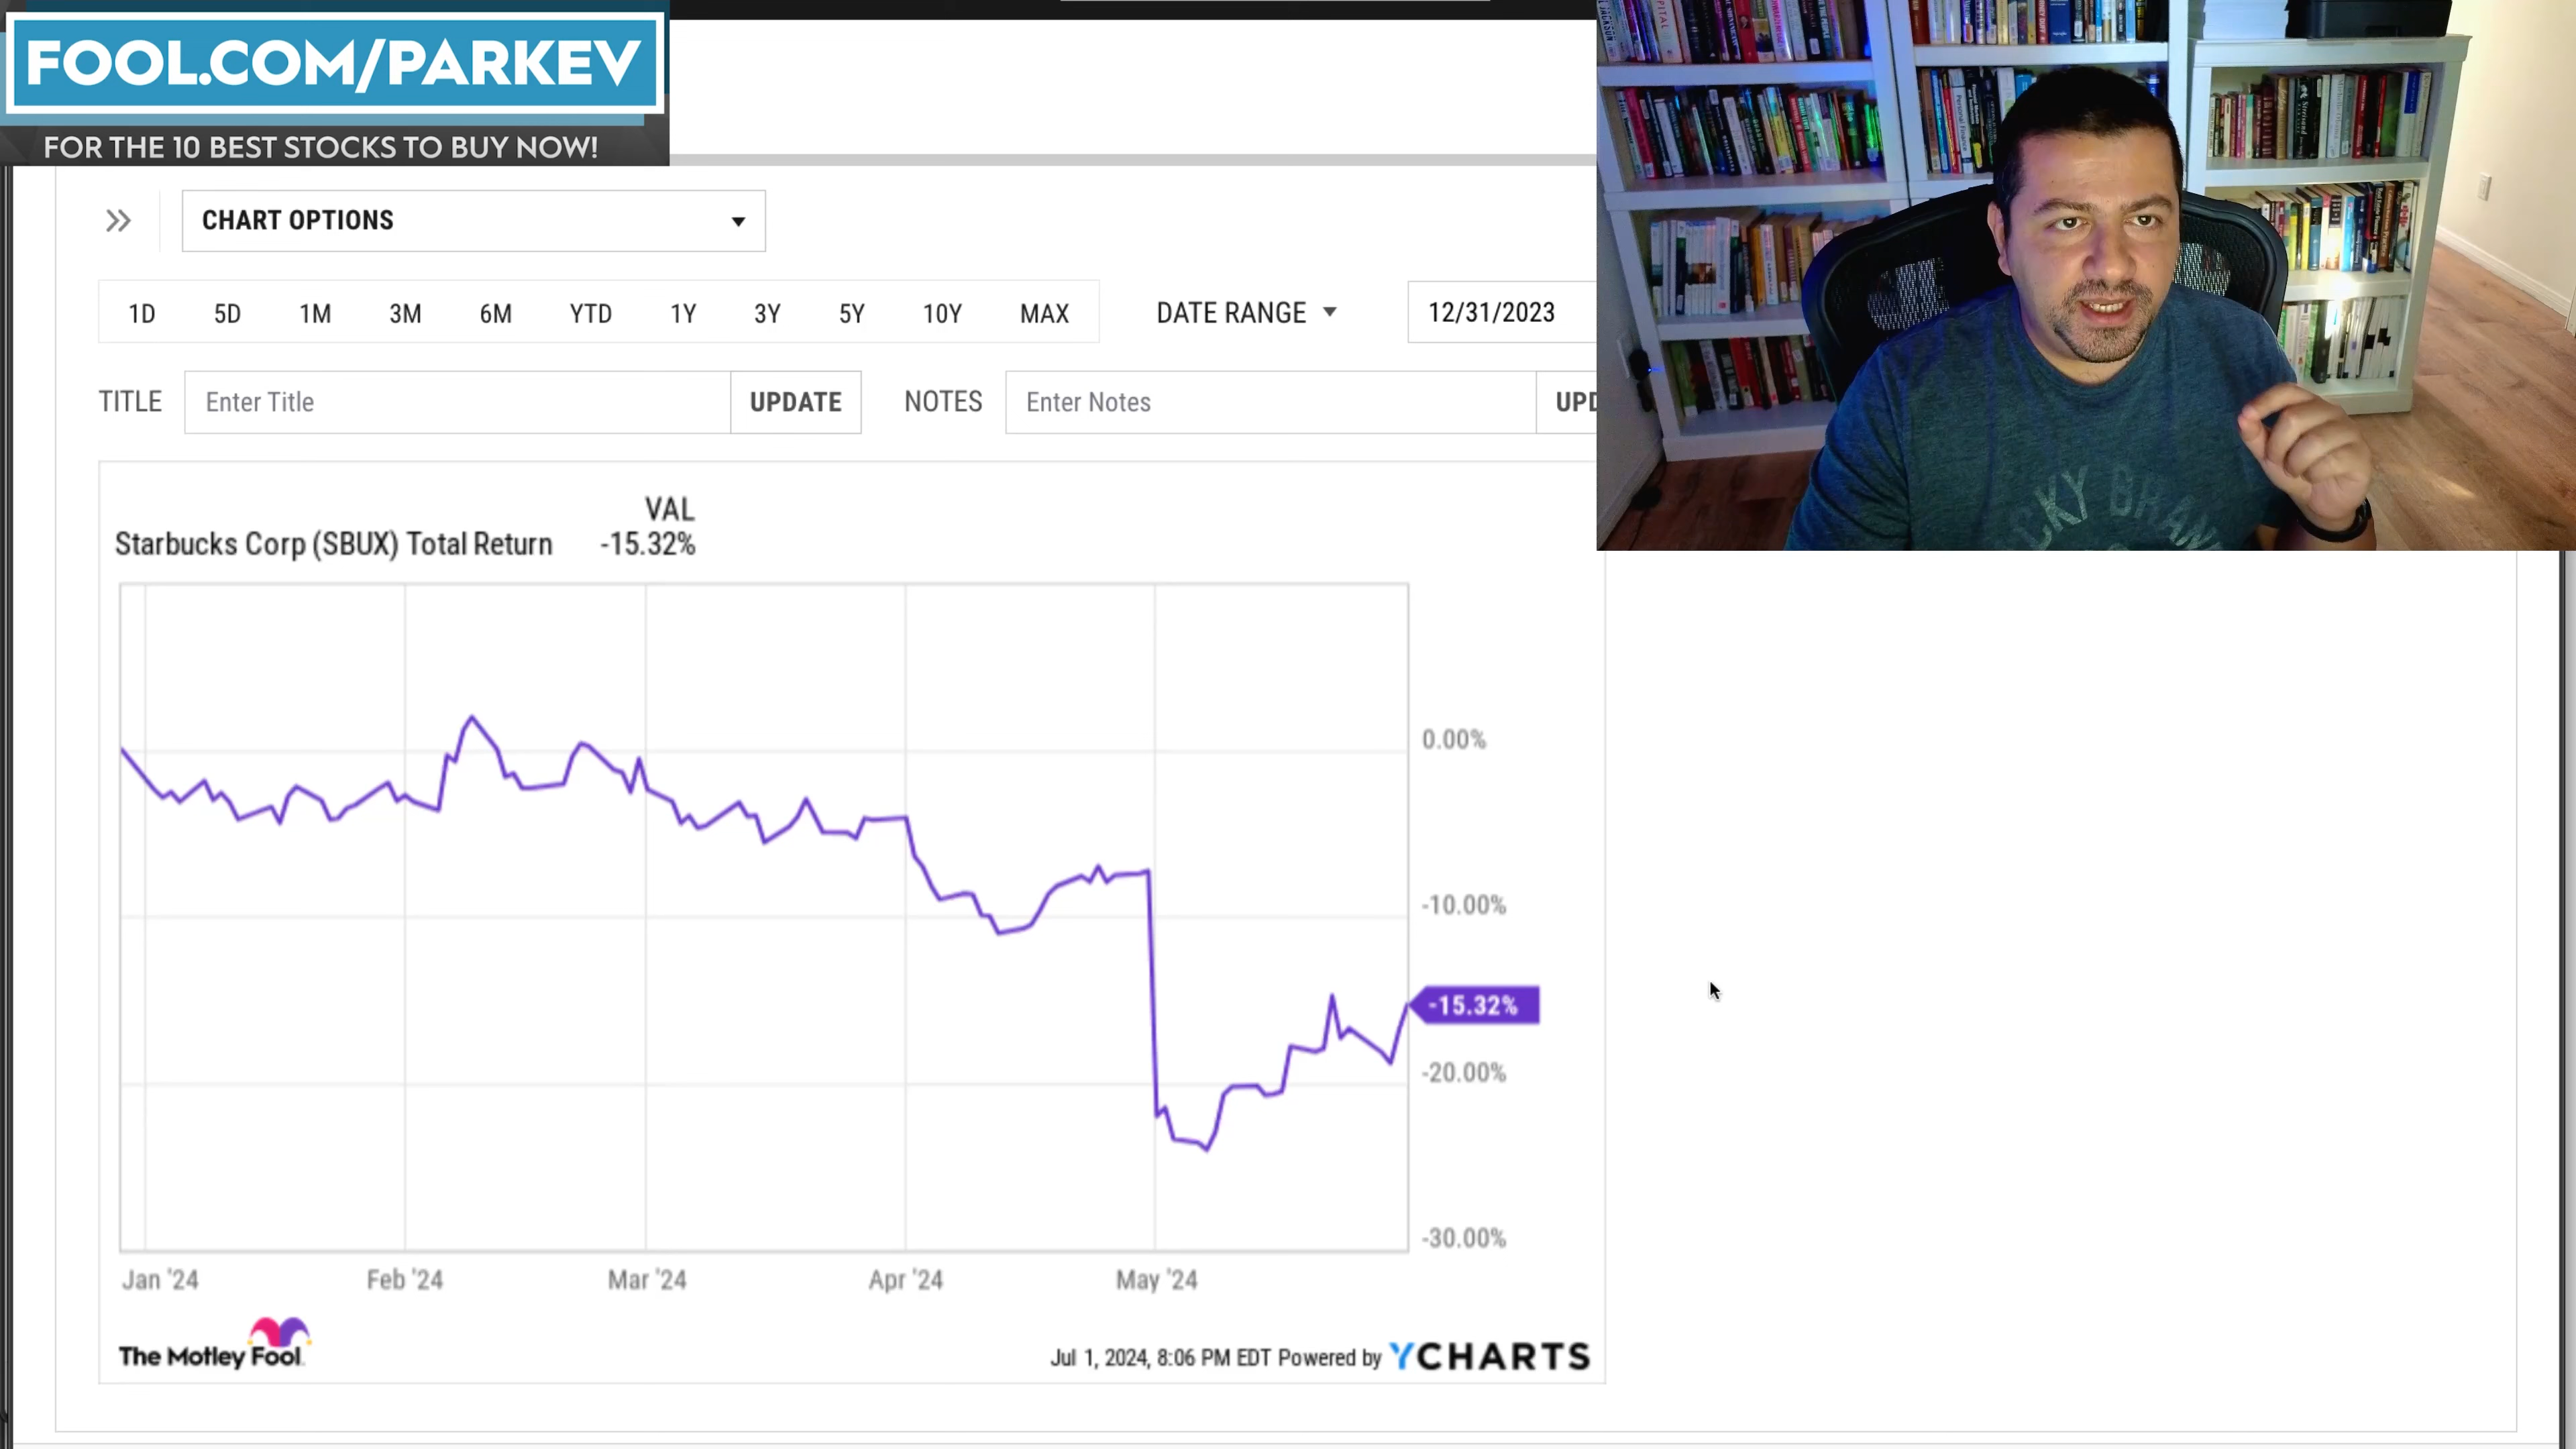 FOOL.COM/PARKEV
FOR THE 10 BEST STOCKS TO BUY NOW!
CHART OPTIONS
1D 5D 1M 3M 6M YTD 1Y 3Y 5Y 10Y MAX DATE RANGE 12/31/2023
TITLE Enter Title UPDATE NOTES Enter Notes UPD
VAL
Starbucks Corp (SBUX) Total Return -15.32%
0.00%
-10.00%
-15.32%
-20.00%
-30.00%
Jan '24 Feb '24 Mar '24 Apr '24 May '24
The Motley Fool.
Jul 1, 2024, 8:06 PM EDT Powered by YCHARTS
CKY BRAN